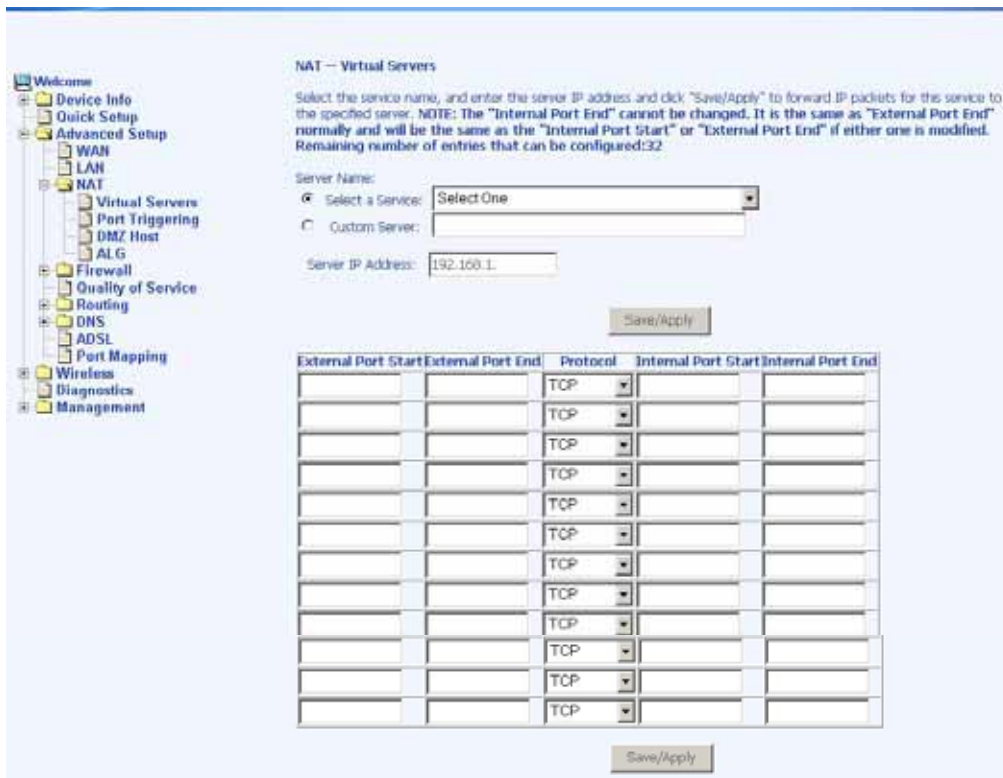 Welcome
Device Info
Quick Setup
Advanced Setup
WAN
LAN
NAT
Virtual Servers
Port Triggering
DMZ Host
ALG
Firewall
Quality of Service
Routing
DNS
ADSL
Port Mapping
Wireless
Diagnostics
Management
NAT -- Virtual Servers
Select the service name, and enter the server IP address and click "Save/Apply" to forward IP packets for this service to
the specified server. NOTE: The "Internal Port End" cannot be changed. It is the same as "External Port End"
normally and will be the same as the "Internal Port Start" or "External Port End" if either one is modified.
Remaining number of entries that can be configured:32
Server Name:
Select a Service: Select One
Custom Server:
Server IP Address: 192.168.1.
Save/Apply
External Port Start External Port End Protocol Internal Port Start Internal Port End
TCP
TCP
TCP
TCP
TCP
TCP
TCP
TCP
TCP
TCP
TCP
TCP
Save/Apply